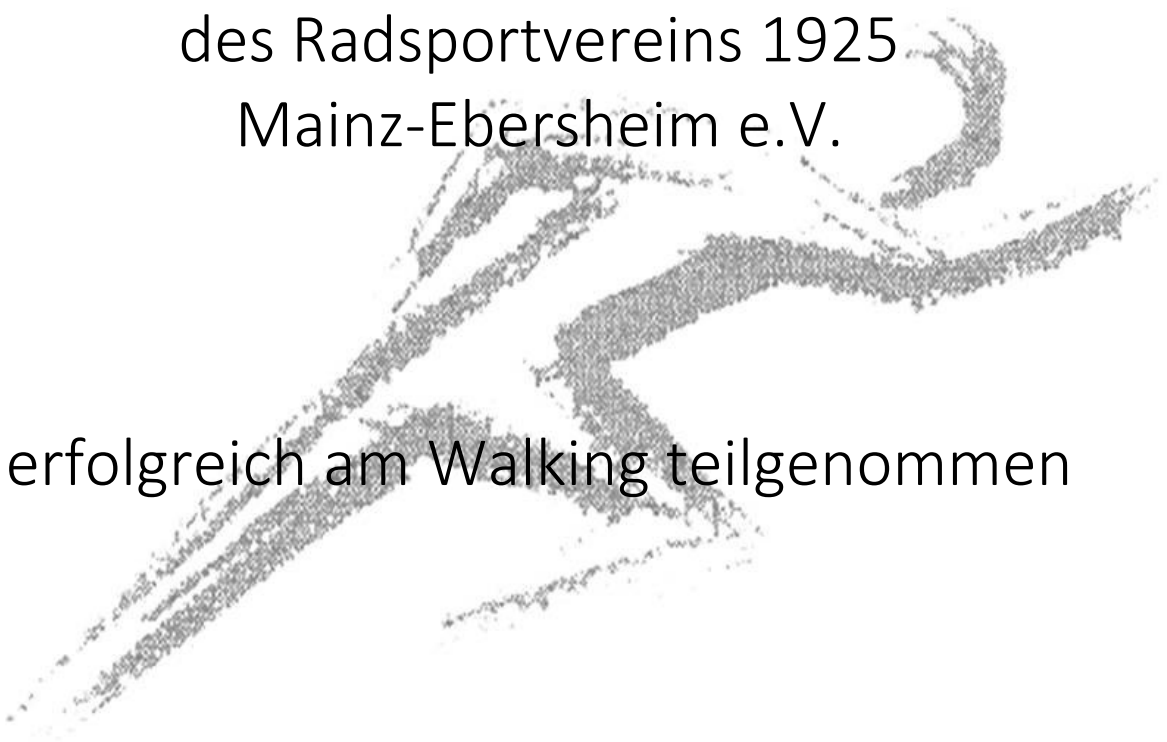 des Radsportvereins 1925
Mainz-Ebersheim e.V.
erfolgreich am Walking teilgenommen